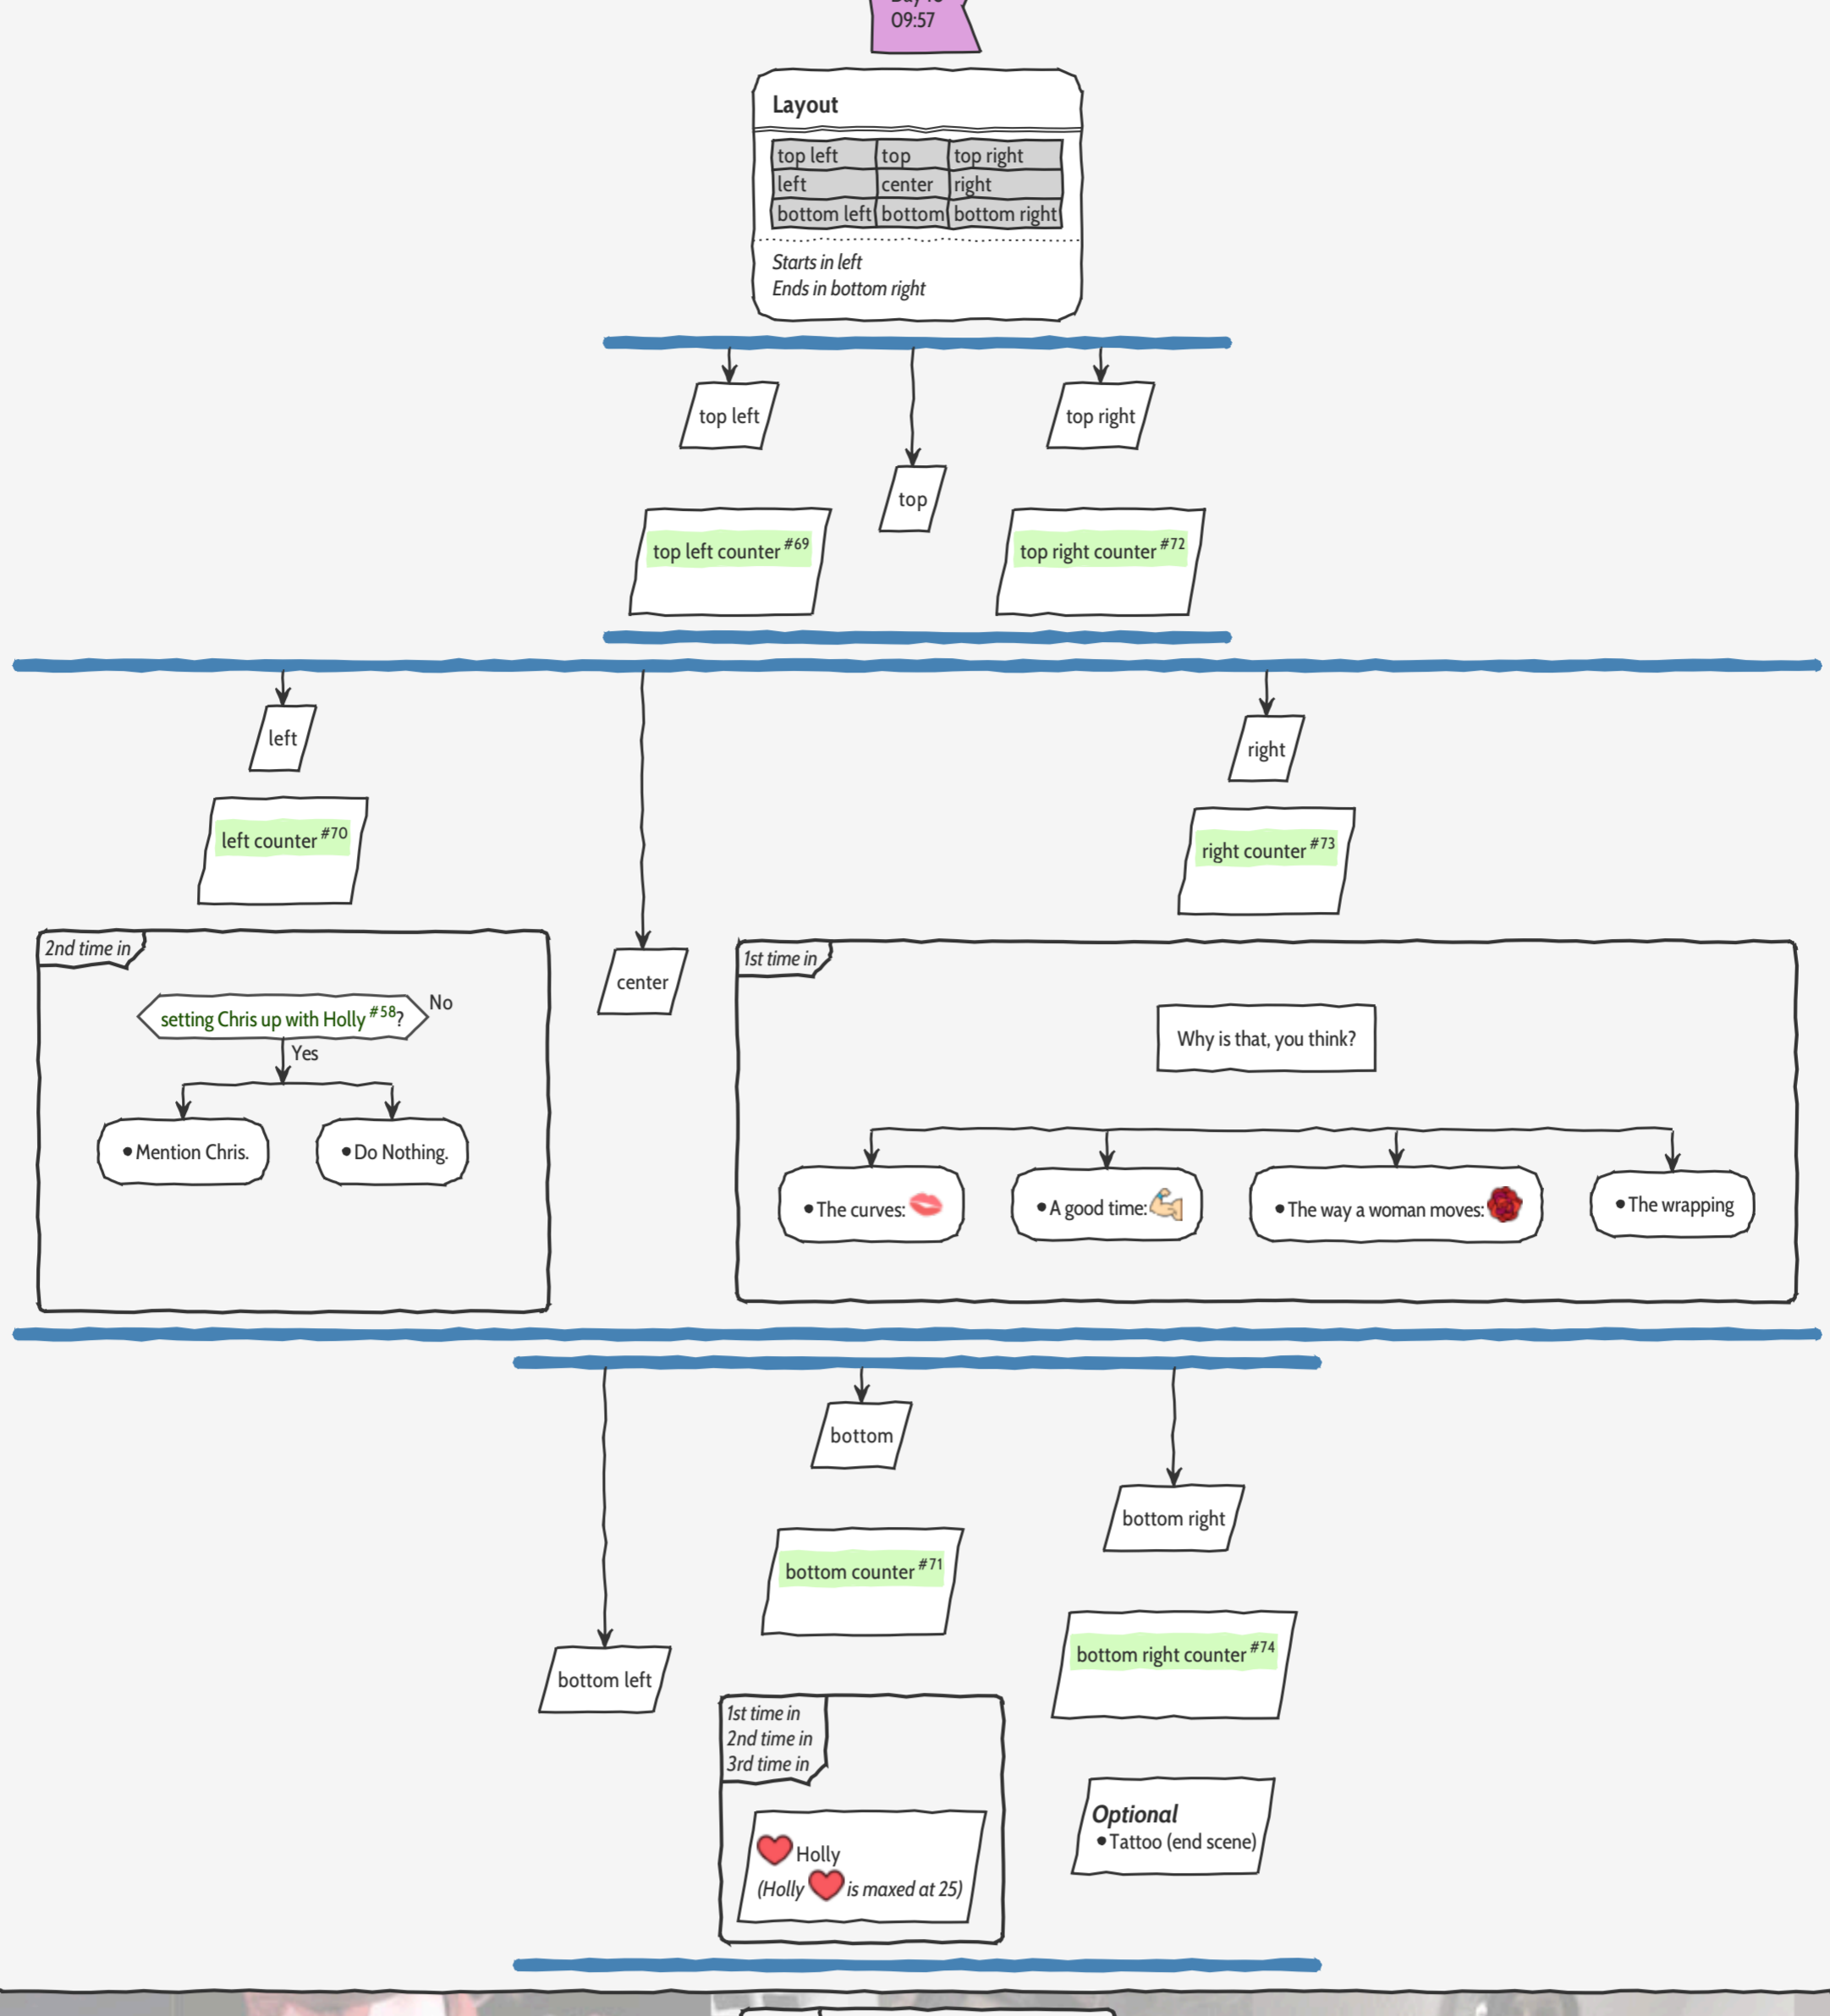 09:57
Layout
top left top top right
left center right
bottom left bottom bottom right
Starts in left
Ends in bottom right
top left
top right
top
top left counter #69
top right counter #72
left
right
left counter #70
right counter #73
2nd time in
1st time in
center
setting Chris up with Holly #58?
No
Yes
Why is that, you think?
• Mention Chris.
• Do Nothing.
• The curves:
• A good time:
• The way a woman moves:
• The wrapping
bottom
bottom right
bottom counter #71
bottom right counter #74
bottom left
1st time in
2nd time in
3rd time in
Holly
(Holly is maxed at 25)
Optional
• Tattoo (end scene)